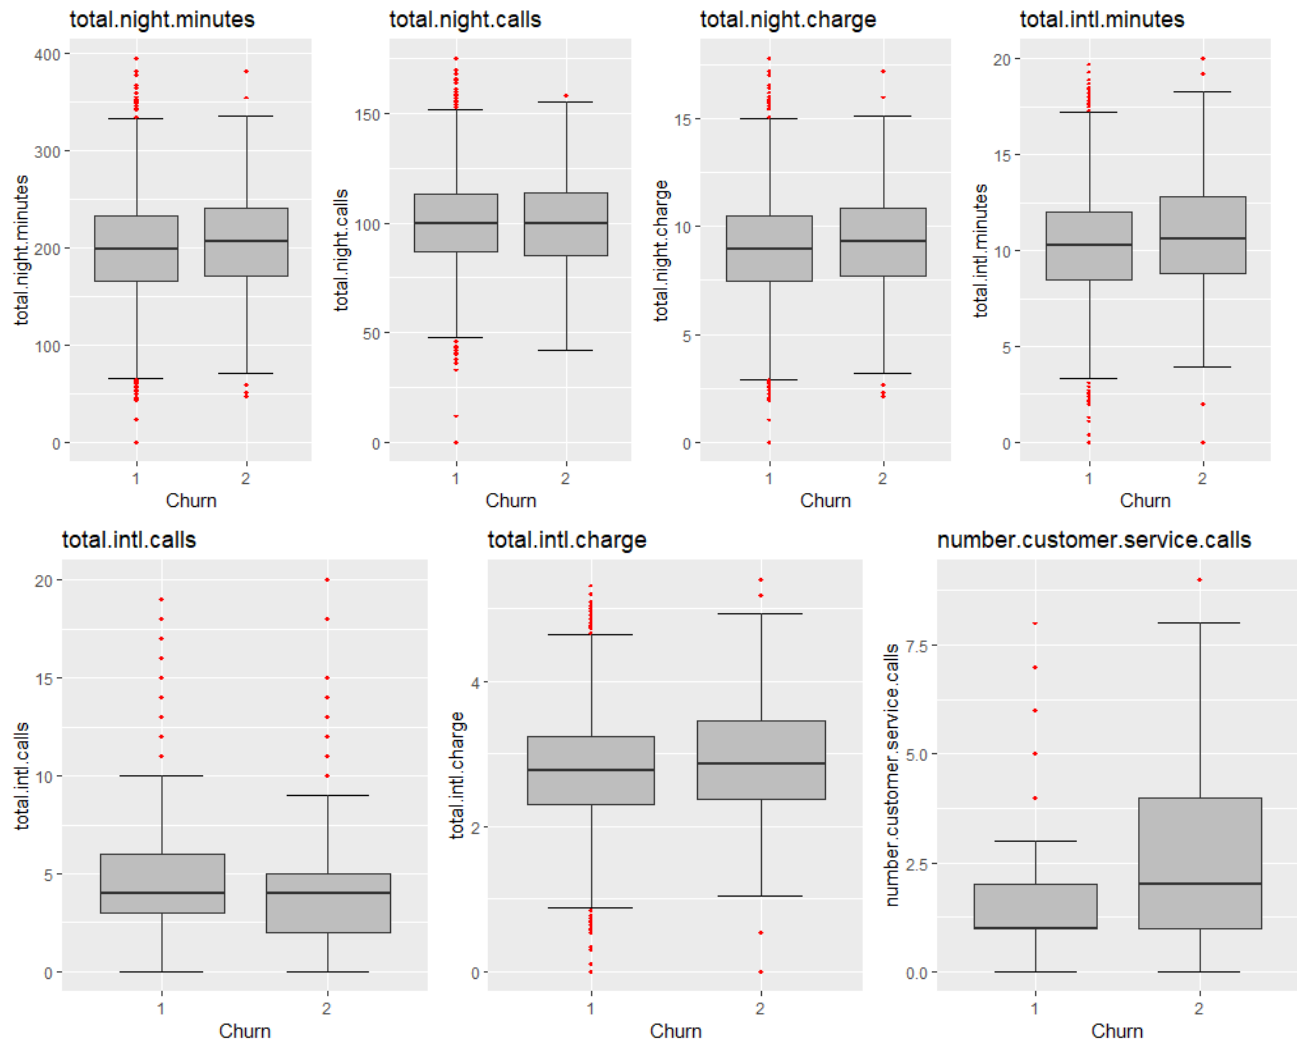 total.night.minutes
total.night.minutes
400
300
200
100
0
1 2
Churn
total.night.calls
total.night.calls
150
100
50
0
1 2
Churn
total.night.charge
total.night.charge
15
10
5
0
1 2
Churn
total.intl.minutes
total.intl.minutes
20
15
10
5
0
1 2
Churn
total.intl.calls
total.intl.calls
20
15
10
5
0
1 2
Churn
total.intl.charge
total.intl.charge
4
2
0
1 2
Churn
number.customer.service.calls
number.customer.service.calls
7.5
5.0
2.5
0.0
1 2
Churn